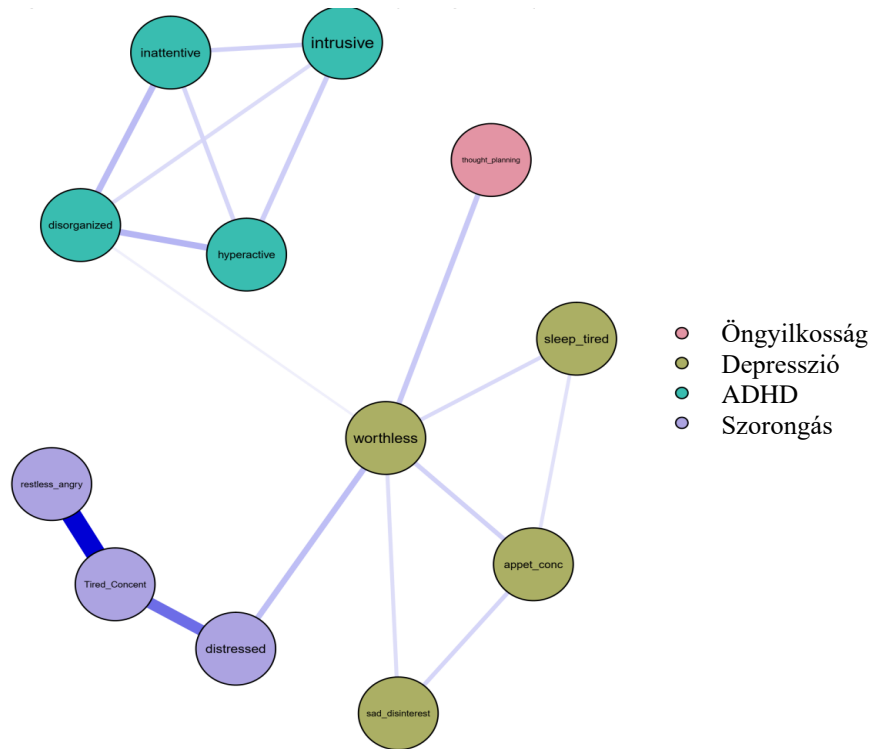 intrusive
inattentive
thought_planning
disorganized
hyperactive
sleep_tired
worthless
restless_angry
appet_conc
Tired_Concent
distressed
sad_disinterest
Öngyilkosság
Depresszió
ADHD
Szorongás